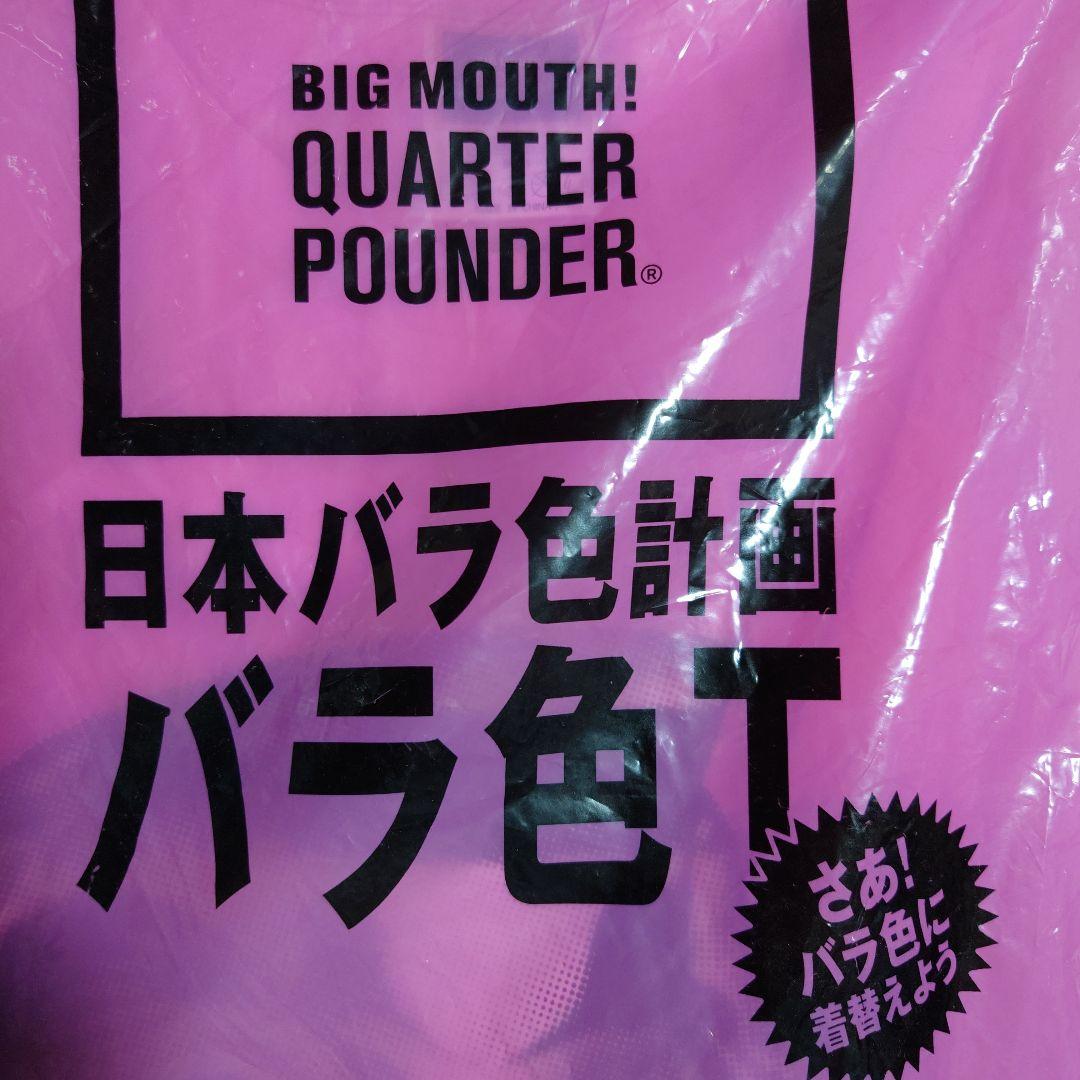 BIG MOUTH!
QUARTER
POUNDER®
日本バラ色計画
バラ色T
さあ!
バラ色に
着替えよう